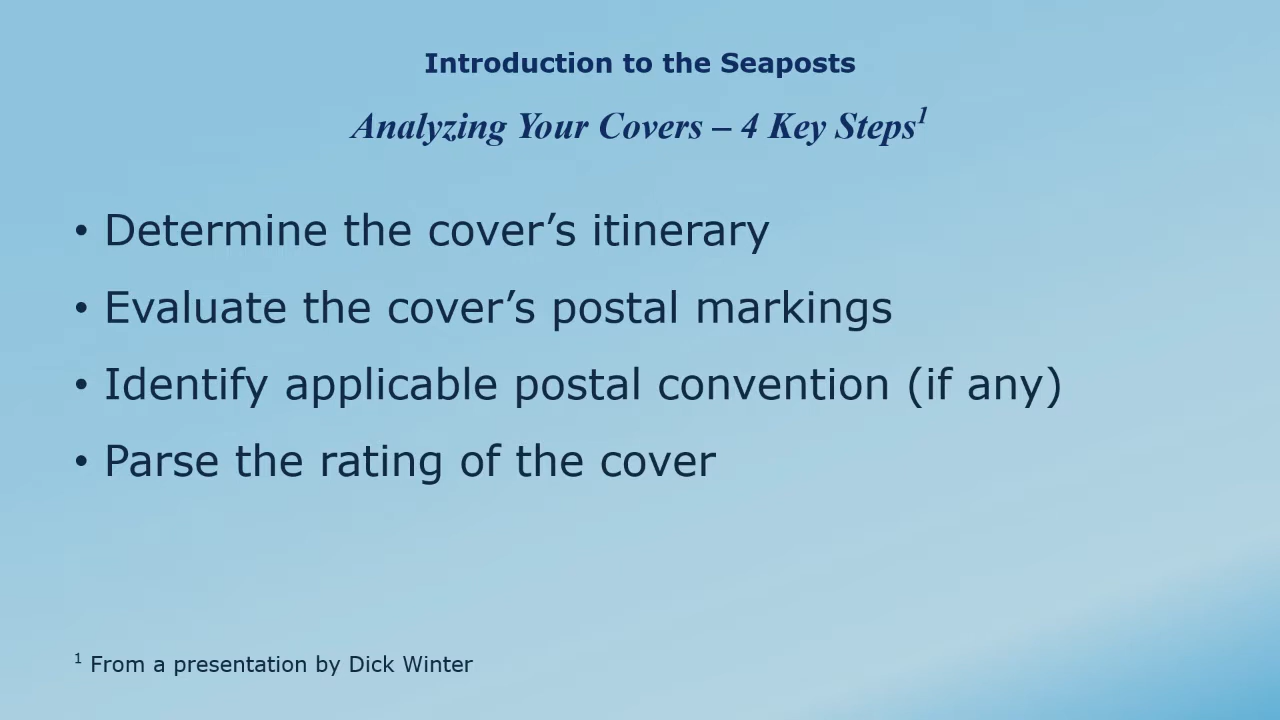 Introduction to the Seaposts
Analyzing Your Covers – 4 Key Steps¹
• Determine the cover’s itinerary
• Evaluate the cover’s postal markings
• Identify applicable postal convention (if any)
• Parse the rating of the cover
¹ From a presentation by Dick Winter